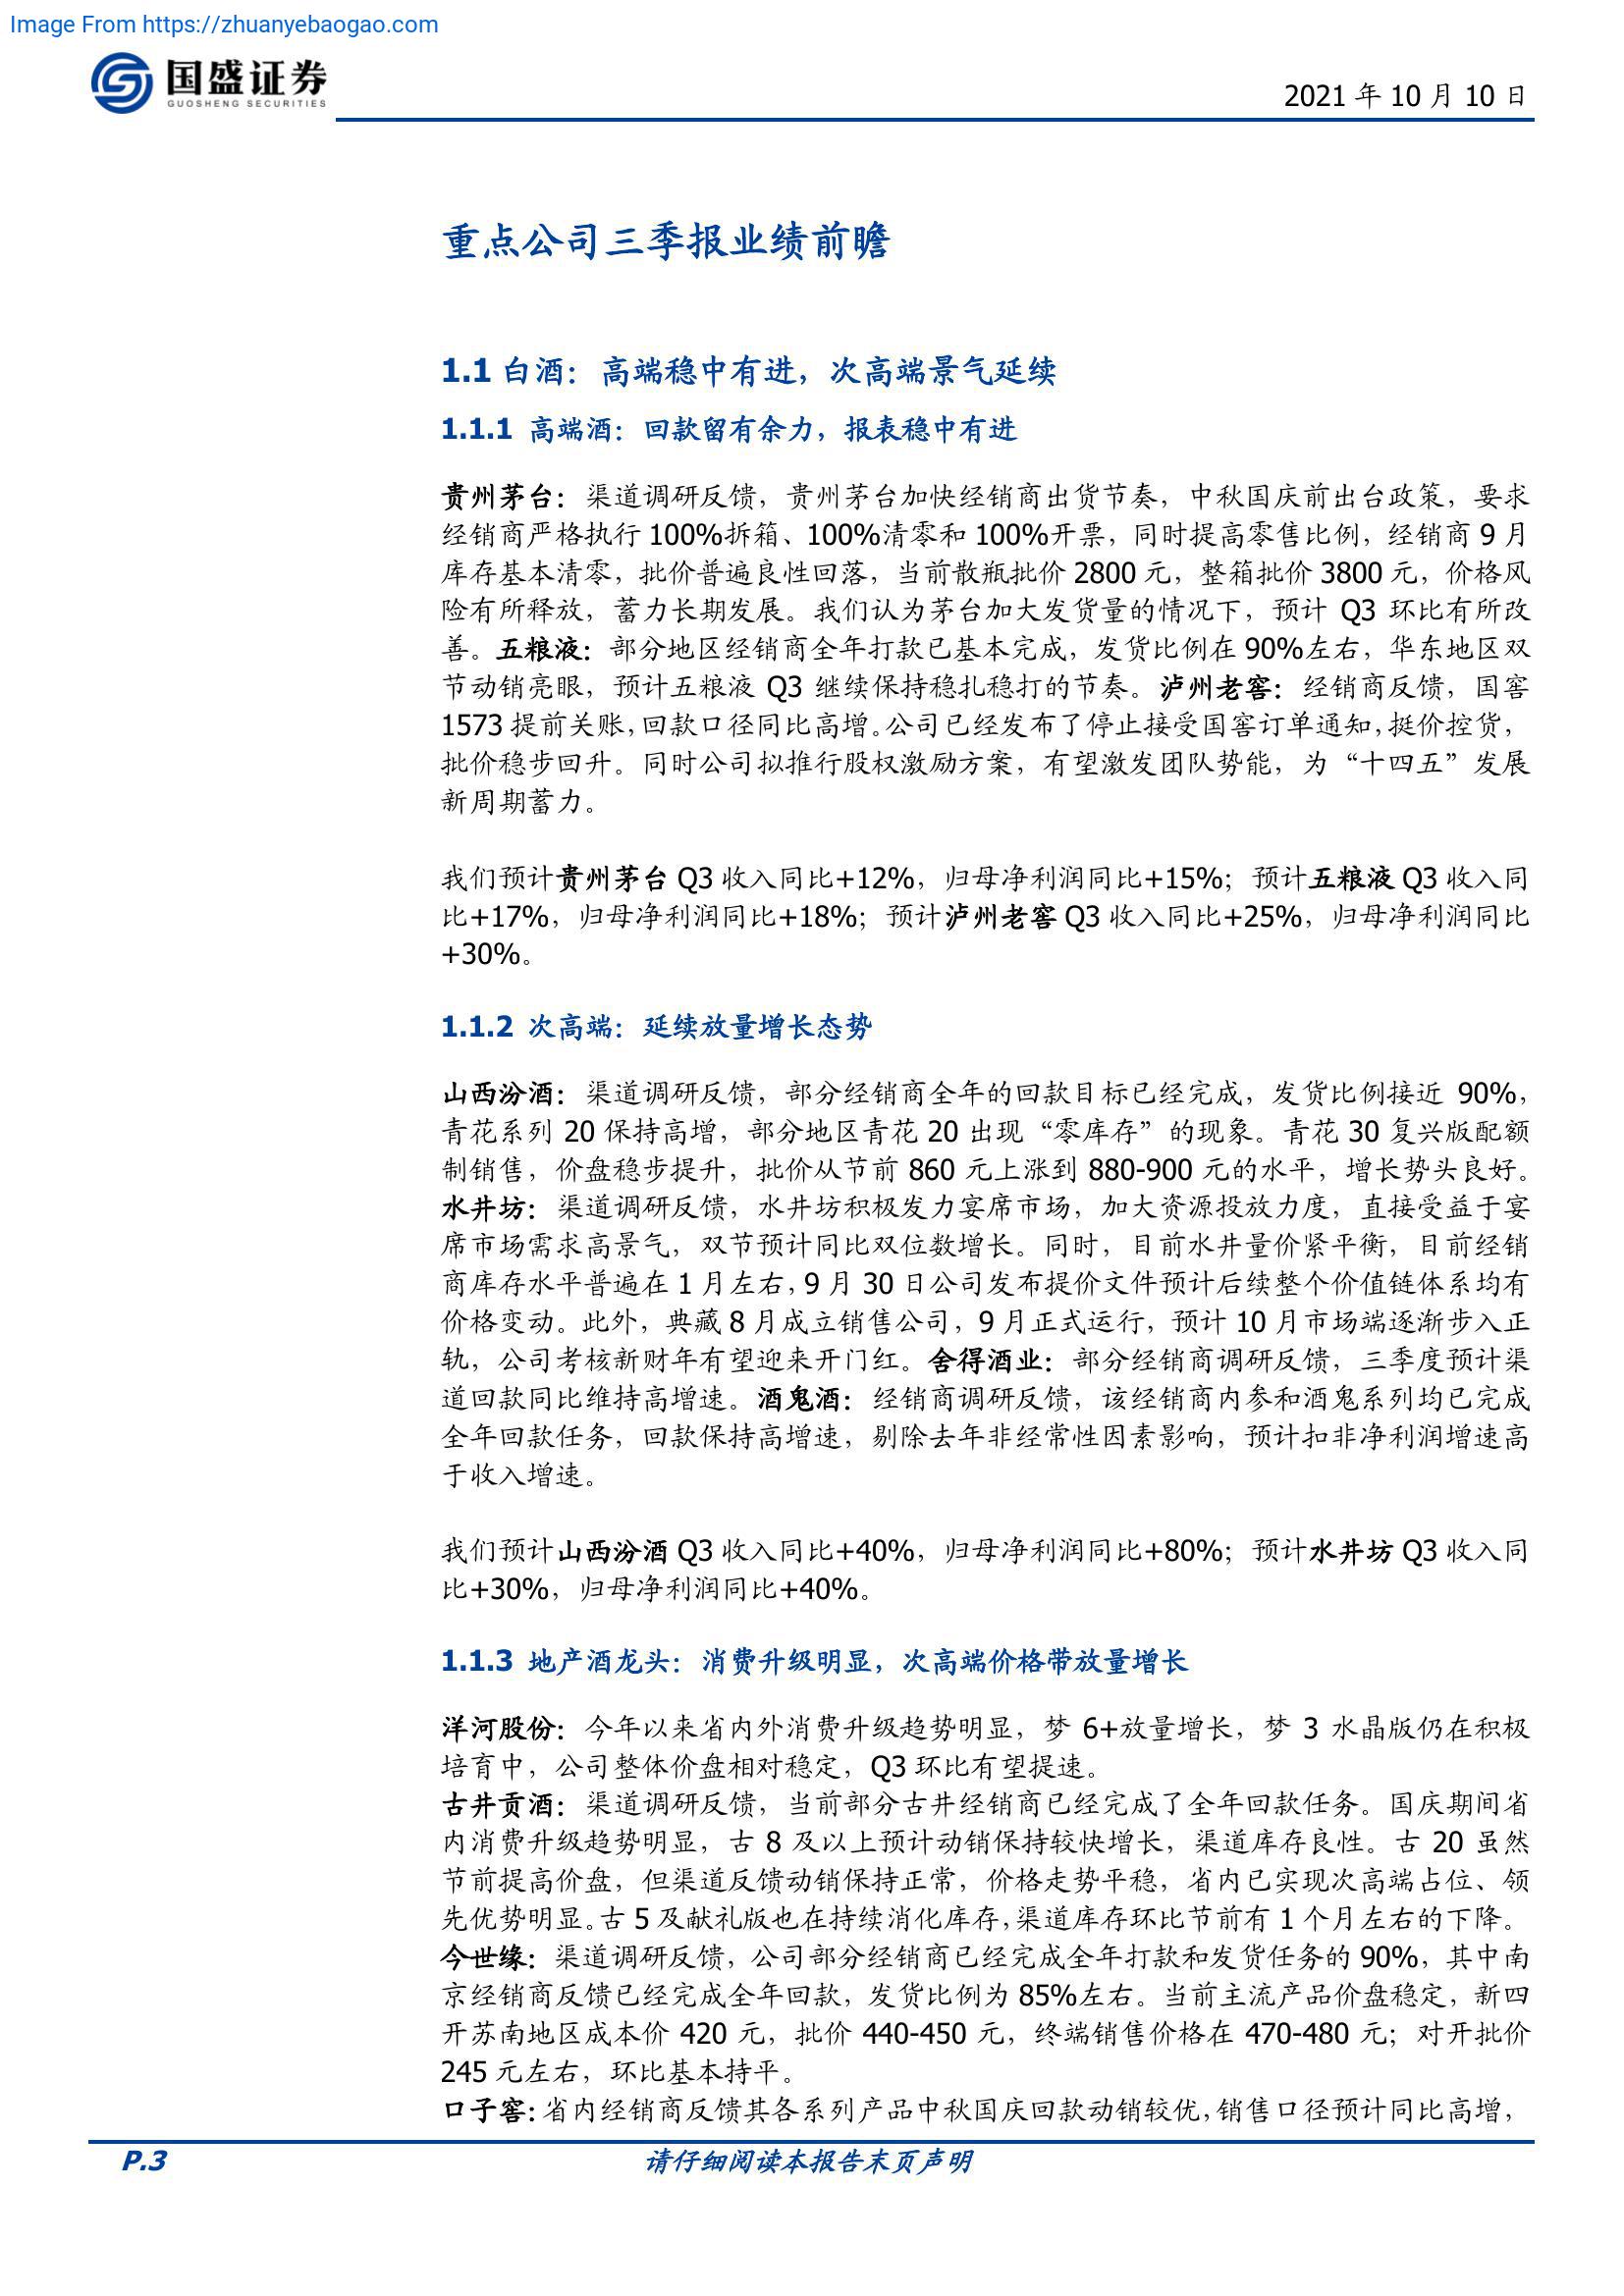 Image From https://zhuanyebaogao.com
国盛证券
GUOSHENG SECURITIES
2021 年 10 月 10 日
重点公司三季报业绩前瞻
1.1 白酒：高端稳中有进，次高端景气延续
1.1.1 高端酒：回款留有余力，报表稳中有进
贵州茅台：渠道调研反馈，贵州茅台加快经销商出货节奏，中秋国庆前出台政策，要求
经销商严格执行 100%拆箱、100%清零和 100%开票，同时提高零售比例，经销商 9 月
库存基本清零，批价普遍良性回落，当前散瓶批价 2800 元，整箱批价 3800 元，价格风
险有所释放，蓄力长期发展。我们认为茅台加大发货量的情况下，预计 Q3 环比有所改
善。五粮液：部分地区经销商全年打款已基本完成，发货比例在 90%左右，华东地区双
节动销亮眼，预计五粮液 Q3 继续保持稳扎稳打的节奏。泸州老窖：经销商反馈，国窖
1573 提前关账，回款口径同比高增。公司已经发布了停止接受国窖订单通知，挺价控货，
批价稳步回升。同时公司拟推行股权激励方案，有望激发团队势能，为“十四五”发展
新周期蓄力。
我们预计贵州茅台 Q3 收入同比+12%，归母净利润同比+15%；预计五粮液 Q3 收入同
比+17%，归母净利润同比+18%；预计泸州老窖 Q3 收入同比+25%，归母净利润同比
+30%。
1.1.2 次高端：延续放量增长态势
山西汾酒：渠道调研反馈，部分经销商全年的回款目标已经完成，发货比例接近 90%，
青花系列 20 保持高增，部分地区青花 20 出现“零库存”的现象。青花 30 复兴版配额
制销售，价盘稳步提升，批价从节前 860 元上涨到 880-900 元的水平，增长势头良好。
水井坊：渠道调研反馈，水井坊积极发力宴席市场，加大资源投放力度，直接受益于宴
席市场需求高景气，双节预计同比双位数增长。同时，目前水井量价紧平衡，目前经销
商库存水平普遍在 1 月左右，9 月 30 日公司发布提价文件预计后续整个价值链体系均有
价格变动。此外，典藏 8 月成立销售公司，9 月正式运行，预计 10 月市场端逐渐步入正
轨，公司考核新财年有望迎来开门红。舍得酒业：部分经销商调研反馈，三季度预计渠
道回款同比维持高增速。酒鬼酒：经销商调研反馈，该经销商内参和酒鬼系列均已完成
全年回款任务，回款保持高增速，剔除去年非经常性因素影响，预计扣非净利润增速高
于收入增速。
我们预计山西汾酒 Q3 收入同比+40%，归母净利润同比+80%；预计水井坊 Q3 收入同
比+30%，归母净利润同比+40%。
1.1.3 地产酒龙头：消费升级明显，次高端价格带放量增长
洋河股份：今年以来省内外消费升级趋势明显，梦 6+放量增长，梦 3 水晶版仍在积极
培育中，公司整体价盘相对稳定，Q3 环比有望提速。
古井贡酒：渠道调研反馈，当前部分古井经销商已经完成了全年回款任务。国庆期间省
内消费升级趋势明显，古 8 及以上预计动销保持较快增长，渠道库存良性。古 20 虽然
节前提高价盘，但渠道反馈动销保持正常，价格走势平稳，省内已实现次高端占位、领
先优势明显。古 5 及献礼版也在持续消化库存，渠道库存环比节前有 1 个月左右的下降。
今世缘：渠道调研反馈，公司部分经销商已经完成全年打款和发货任务的 90%，其中南
京经销商反馈已经完成全年回款，发货比例为 85%左右。当前主流产品价盘稳定，新四
开苏南地区成本价 420 元，批价 440-450 元，终端销售价格在 470-480 元；对开批价
245 元左右，环比基本持平。
口子窖：省内经销商反馈其各系列产品中秋国庆回款动销较优，销售口径预计同比高增，
P.3
请仔细阅读本报告末页声明